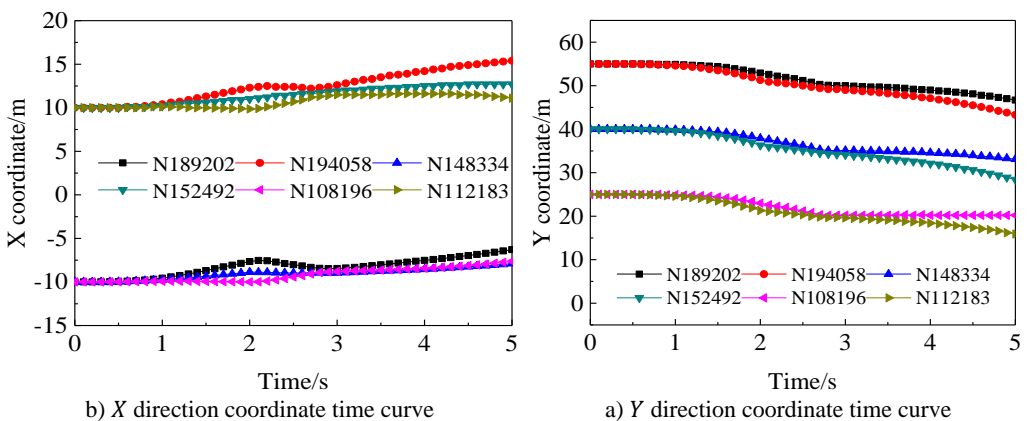 20
15
10
5
0
-5
-10
-15
X coordinate/m
N189202 N194058 N148334
N152492 N108196 N112183
0 1 2 3 4 5
Time/s
b) X direction coordinate time curve
60
50
40
30
20
10
0
Y coordinate/m
N189202 N194058 N148334
N152492 N108196 N112183
0 1 2 3 4 5
Time/s
a) Y direction coordinate time curve